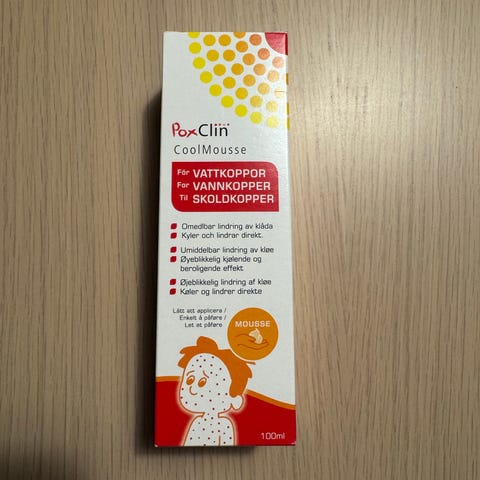 PoxClin®
CoolMousse
För VATTKOPPOR
For VANNKOPPER
Til SKOLDKOPPER
Omedlbar lindring av klåda
Kyler och lindrar direkt.
Umiddelbar lindring av kløe
Øyeblikkelig kjølende og
beroligende effekt
Øjeblikkelig lindring af kløe
Køler og lindrer direkte
Lätt att applicera /
Enkelt å påføre /
Let at påføre
MOUSSE
100ml